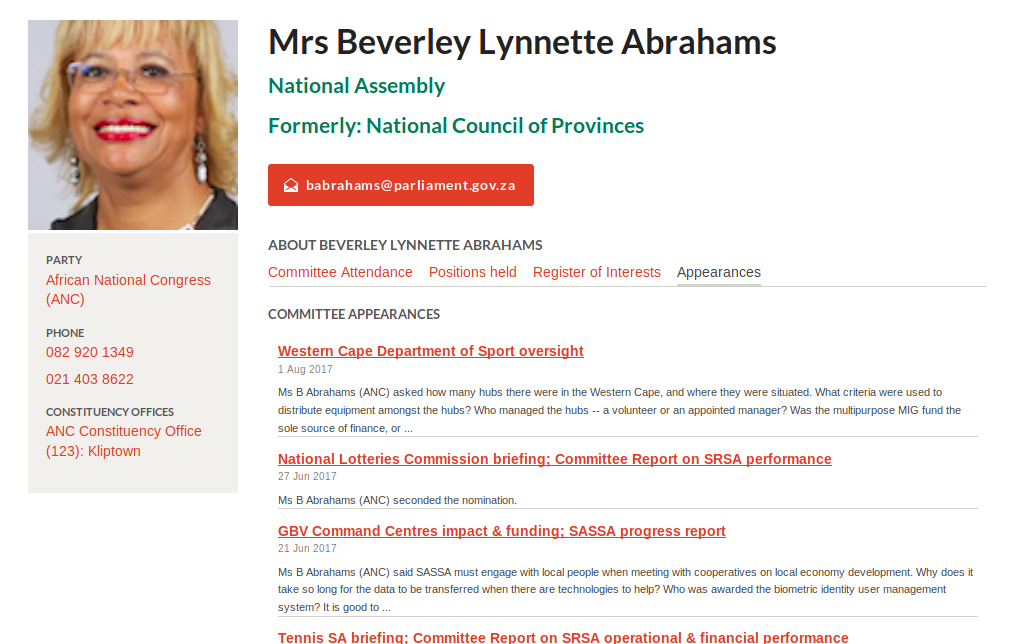 Mrs Beverley Lynnette Abrahams
National Assembly
Formerly: National Council of Provinces
babrahams@parliament.gov.za
PARTY
African National Congress
(ANC)
PHONE
082 920 1349
021 403 8622
CONSTITUENCY OFFICES
ANC Constituency Office
(123): Kliptown
ABOUT BEVERLEY LYNNETTE ABRAHAMS
Committee Attendance Positions held Register of Interests Appearances
COMMITTEE APPEARANCES
Western Cape Department of Sport oversight
1 Aug 2017
Ms B Abrahams (ANC) asked how many hubs there were in the Western Cape, and where they were situated. What criteria were used to
distribute equipment amongst the hubs? Who managed the hubs -- a volunteer or an appointed manager? Was the multipurpose MIG fund the
sole source of finance, or ...
National Lotteries Commission briefing; Committee Report on SRSA performance
27 Jun 2017
Ms B Abrahams (ANC) seconded the nomination.
GBV Command Centres impact & funding; SASSA progress report
21 Jun 2017
Ms B Abrahams (ANC) said SASSA must engage with local people when meeting with cooperatives on local economy development. Why does it
take so long for the data to be transferred when there are technologies to help? Who was awarded the biometric identity user management
system? It is good to ...
Tennis SA briefing; Committee Report on SRSA operational & financial performance